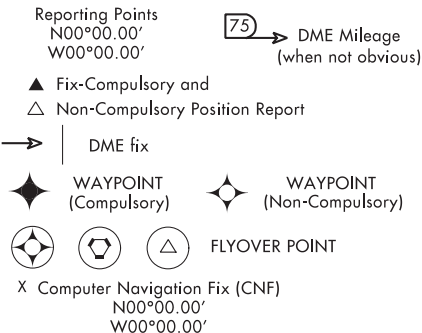 Reporting Points
N00°00.00′
W00°00.00′
75
DME Mileage
(when not obvious)
Fix-Compulsory and
Non-Compulsory Position Report
DME fix
WAYPOINT
(Compulsory)
WAYPOINT
(Non-Compulsory)
FLYOVER POINT
X Computer Navigation Fix (CNF)
N00°00.00′
W00°00.00′